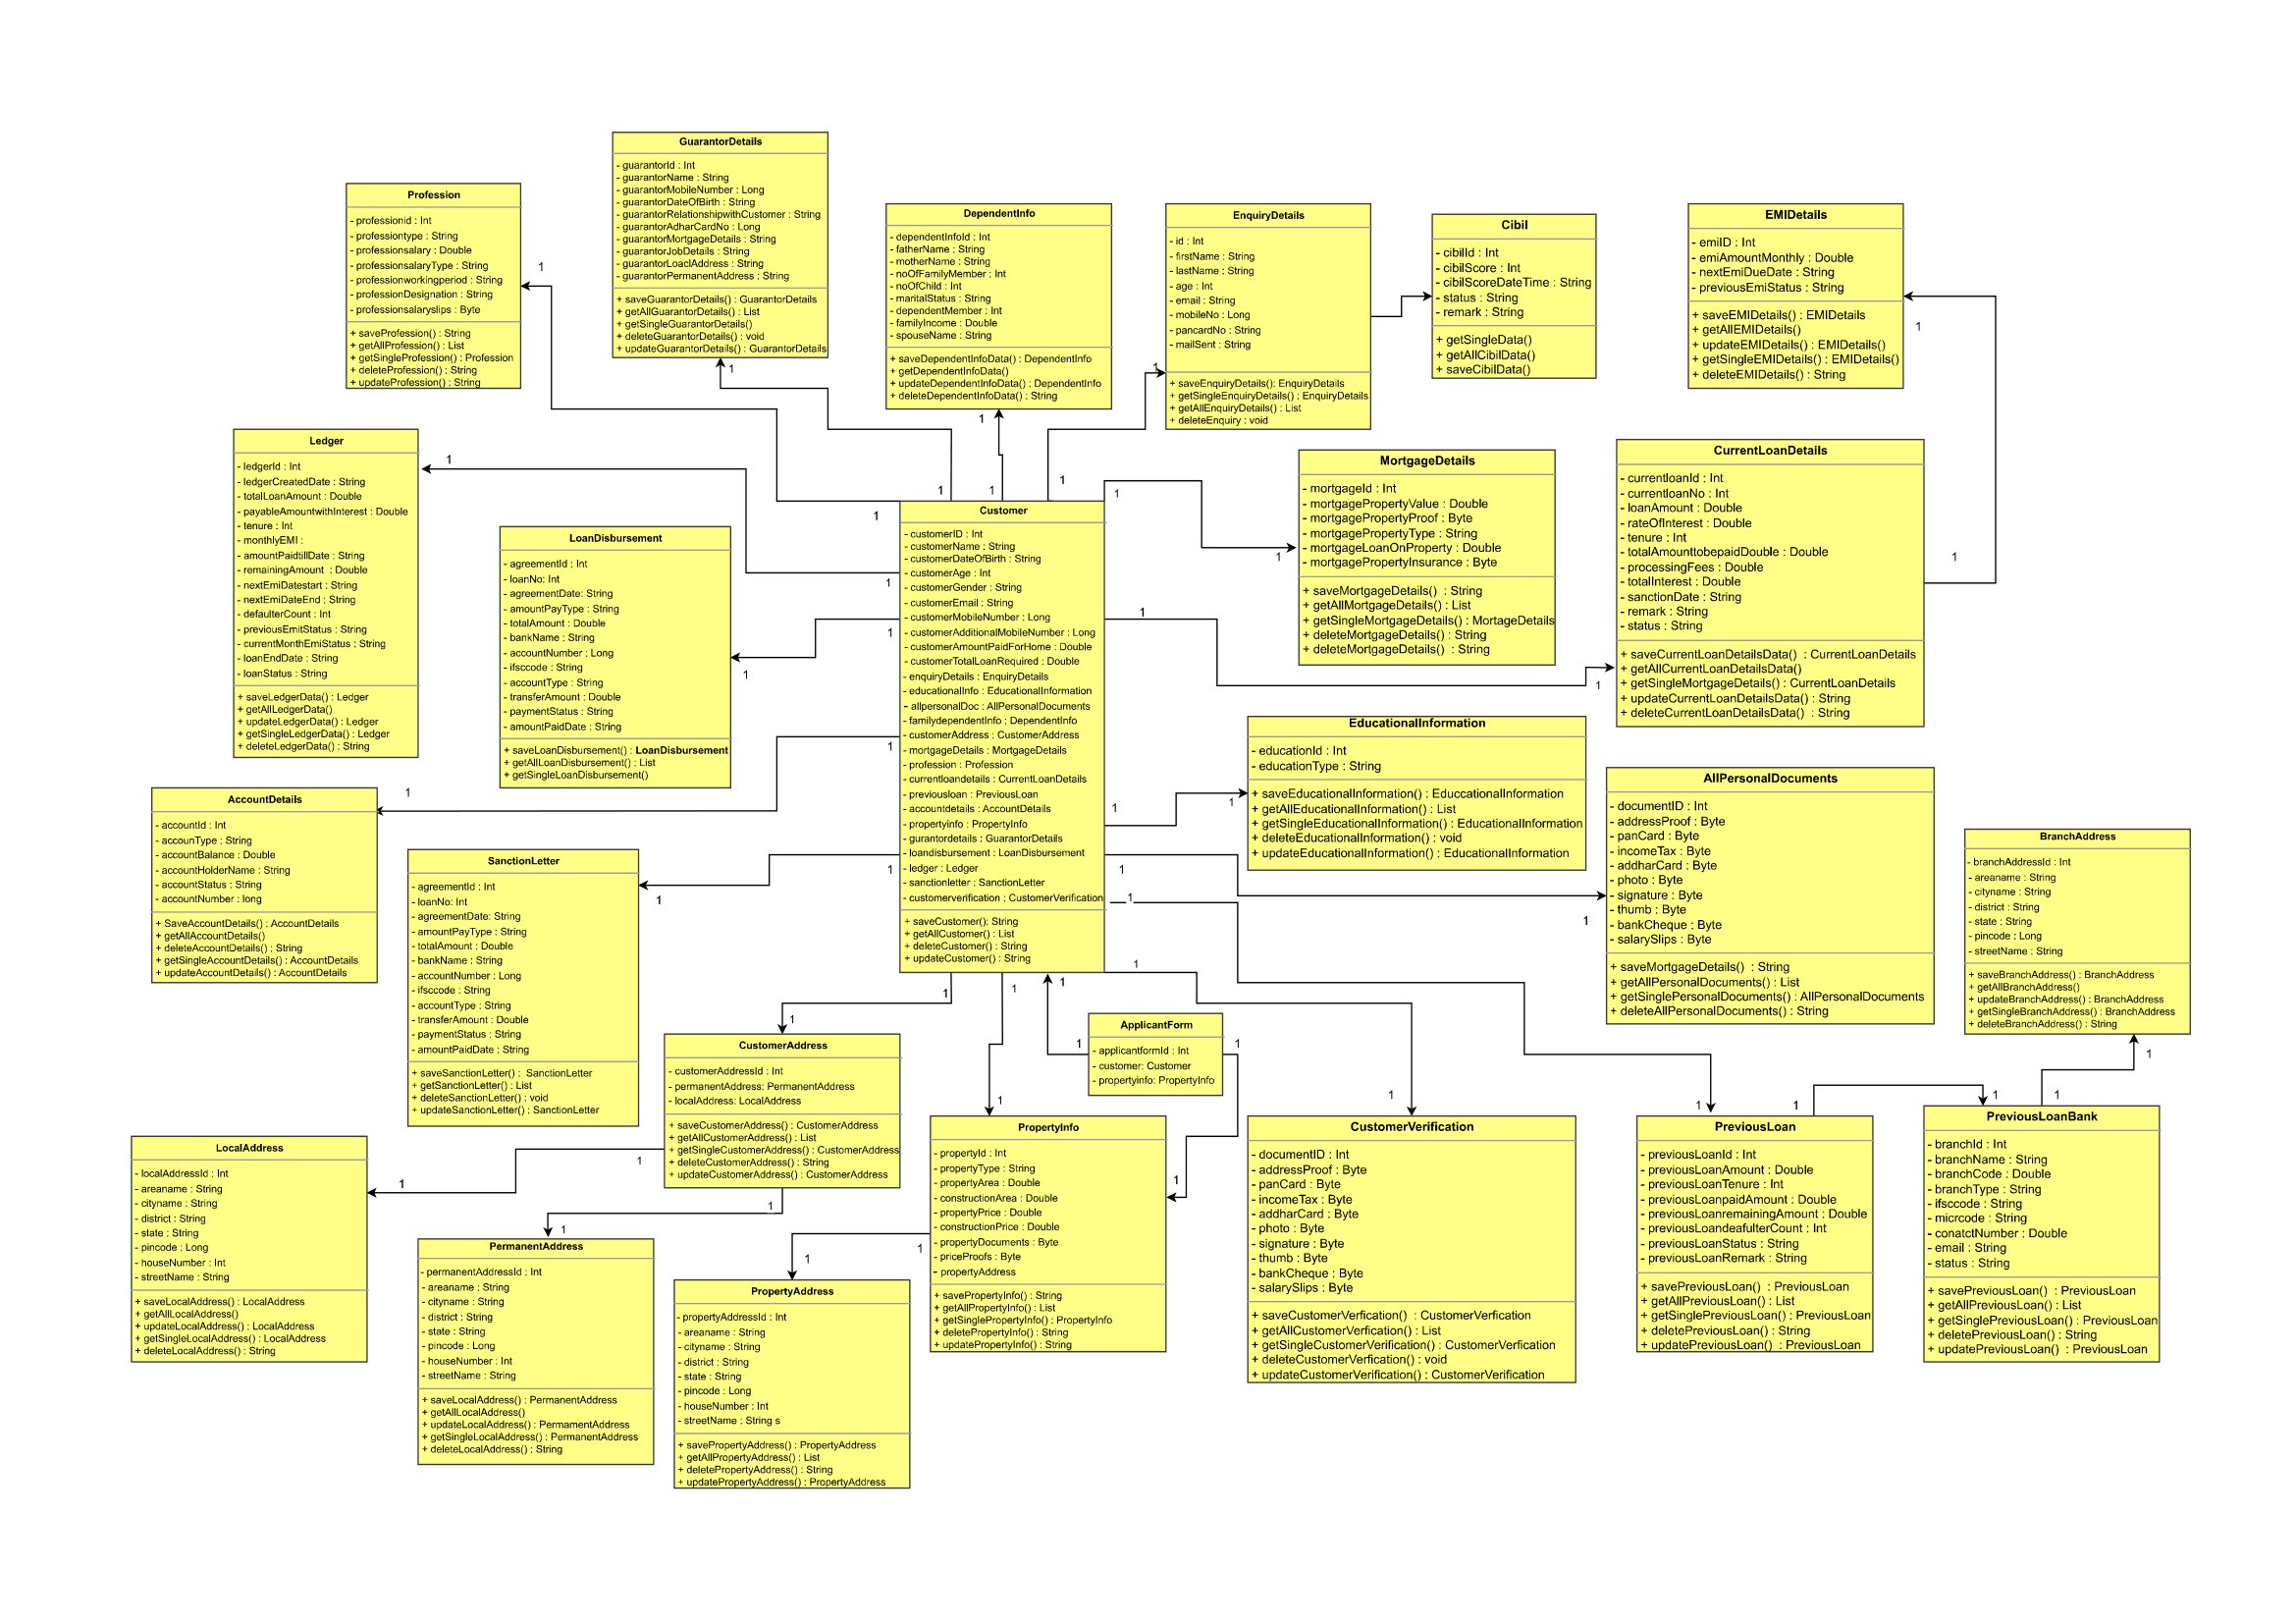 GuarantorDetails
- guarantorId : Int
- guarantorName : String
- guarantorMobileNumber : Long
- guarantorDateOfBirth : String
- guarantorRelationshipwithCustomer : String
- guarantorAdharCardNo : Long
- guarantorMortgageDetails : String
- guarantorJobDetails : String
- guarantorLoaclAddress : String
- guarantorPermanentAddress : String
+ saveGuarantorDetails() : GuarantorDetails
+ getAllGuarantorDetails() : List
+ getSingleGuarantorDetails()
+ deleteGuarantorDetails() : void
+ updateGuarantorDetails() : GuarantorDetails
1
Profession
- professionid : Int
- professiontype : String
- professionsalary : Double
- professionsalaryType : String
- professionworkingperiod : String
- professionDesignation : String
- professionsalaryslips : Byte
+ saveProfession() : String
+ getAllProfession() : List
+ getSingleProfession() : Profession
+ deleteProfession() : String
+ updateProfession() : String
1
DependentInfo
- dependentInfoId : Int
- fatherName : String
- motherName : String
- noOfFamilyMember : Int
- noOfChild : Int
- maritalStatus : String
- dependentMember : Int
- familyIncome : Double
- spouseName : String
+ saveDependentInfoData() : DependentInfo
+ getDependentInfoData()
+ updateDependentInfoData() : DependentInfo
+ deleteDependentInfoData() : String
1
EnquiryDetails
- id : Int
- firstName : String
- lastName : String
- age : Int
- email : String
- mobileNo : Long
- pancardNo : String
- mailSent : String
+ saveEnquiryDetails(): EnquiryDetails
+ getSingleEnquiryDetails() : EnquiryDetails
+ getAllEnquiryDetails() : List
+ deleteEnquiry : void
1
Cibil
- cibilId : Int
- cibilScore : Int
- cibilScoreDateTime : String
- status : String
- remark : String
+ getSingleData()
+ getAllCibilData()
+ saveCibilData()
EMIDetails
- emiID : Int
- emiAmountMonthly : Double
- nextEmiDueDate : String
- previousEmiStatus : String
+ saveEMIDetails() : EMIDetails
+ getAllEMIDetails()
+ updateEMIDetails() : EMIDetails()
+ getSingleEMIDetails() : EMIDetails()
+ deleteEMIDetails() : String
1
Ledger
- ledgerId : Int
- ledgerCreatedDate : String
- totalLoanAmount : Double
- payableAmountwithInterest : Double
- tenure : Int
- monthlyEMI :
- amountPaidtillDate : String
- remainingAmount  : Double
- nextEmiDatestart : String
- nextEmiDateEnd ; String
- defaulterCount : Int
- previousEmitStatus : String
- currentMonthEmiStatus : String
- loanEndDate : String
- loanStatus : String
+ saveLedgerData() : Ledger
+ getAllLedgerData()
+ updateLedgerData() : Ledger
+ getSingleLedgerData() : Ledger
+ deleteLedgerData() : String
1
LoanDisbursement
- agreementId : Int
- loanNo: Int
- agreementDate: String
- amountPayType : String
- totalAmount : Double
- bankName : String
- accountNumber : Long
- ifsccode : String
- accountType : String
- transferAmount : Double
- paymentStatus : String
- amountPaidDate : String
+ saveLoanDisbursement() : LoanDisbursement
+ getAllLoanDisbursement() : List
+ getSingleLoanDisbursement()
1
1
1
1
1
1
1
1
1
1
1
1
Customer
- customerID : Int
- customerName : String
- customerDateOfBirth : String
- customerAge : Int
- customerGender : String
- customerEmail : String
- customerMobileNumber : Long
- customerAdditionalMobileNumber : Long
- customerAmountPaidForHome : Double
- customerTotalLoanRequired : Double
- enquiryDetails : EnquiryDetails
- educationalInfo : EducationalInformation
- allpersonalDoc : AllPersonalDocuments
- familydependentInfo : DependentInfo
- customerAddress : CustomerAddress
- mortgageDetails : MortgageDetails
- profession : Profession
- currentloandetails : CurrentLoanDetails
- previousloan : PreviousLoan
- accountdetails : AccountDetails
- propertyinfo : PropertyInfo
- gurantordetails : GuarantorDetails
- loandisbursement : LoanDisbursement
- ledger : Ledger
- sanctionletter : SanctionLetter
- customerverification : CustomerVerification
+ saveCustomer(): String
+ getAllCustomer() : List
+ deleteCustomer() : String
+ updateCustomer() : String
1
1
1
1
1
1
MortgageDetails
- mortgageId : Int
- mortgagePropertyValue : Double
- mortgagePropertyProof : Byte
- mortgagePropertyType : String
- mortgageLoanOnProperty : Double
- mortgagePropertyInsurance : Byte
+ saveMortgageDetails()  : String
+ getAllMortgageDetails() : List
+ getSingleMortgageDetails() : MortageDetails
+ deleteMortgageDetails() : String
+ deleteMortgageDetails()  : String
1
CurrentLoanDetails
- currentloanId : Int
- currentloanNo : Int
- loanAmount : Double
- rateOfInterest : Double
- tenure : Int
- totalAmounttobepaidDouble : Double
- processingFees : Double
- totalInterest : Double
- sanctionDate : String
- remark : String
- status : String
+ saveCurrentLoanDetailsData()  : CurrentLoanDetails
+ getAllCurrentLoanDetailsData()
+ getSingleMortgageDetails() : CurrentLoanDetails
+ updateCurrentLoanDetailsData() : String
+ deleteCurrentLoanDetailsData()  : String
1
1
EducationalInformation
- educationId : Int
- educationType : String
+ saveEducationalInformation() : EduccationalInformation
+ getAllEducationalInformation() : List
+ getSingleEducationalInformation() : EducationalInformation
+ deleteEducationalInformation() : void
+ updateEducationalInformation() : EducationalInformation
1
AllPersonalDocuments
- documentID : Int
- addressProof : Byte
- panCard : Byte
- incomeTax : Byte
- addharCard : Byte
- photo : Byte
- signature : Byte
- thumb : Byte
- bankCheque : Byte
- salarySlips : Byte
+ saveMortgageDetails()  : String
+ getAllPersonalDocuments() : List
+ getSinglePersonalDocuments() : AllPersonalDocuments
+ deleteAllPersonalDocuments() : String
1
BranchAddress
- branchAddressId : Int
- areaname : String
- cityname : String
- district : String
- state : String
- pincode : Long
- streetName : String
+ saveBranchAddress() : BranchAddress
+ getAllBranchAddress()
+ updateBranchAddress() : BranchAddress
+ getSingleBranchAddress() : BranchAddress
+ deleteBranchAddress() : String
1
AccountDetails
- accountId : Int
- accounType : String
- accountBalance : Double
- accountHolderName : String
- accountStatus : String
- accountNumber : long
+ SaveAccountDetails() : AccountDetails
+ getAllAccountDetails()
+ deleteAccountDetails() : String
+ getSingleAccountDetails() : AccountDetails
+ updateAccountDetails() : AccountDetails
1
SanctionLetter
- agreementId : Int
- loanNo: Int
- agreementDate: String
- amountPayType : String
- totalAmount : Double
- bankName : String
- accountNumber : Long
- ifsccode : String
- accountType : String
- transferAmount : Double
- paymentStatus : String
- amountPaidDate : String
+ saveSanctionLetter() :  SanctionLetter
+ getSanctionLetter() : List
+ deleteSanctionLetter() : void
+ updateSanctionLetter() : SanctionLetter
1
CustomerAddress
- customerAddressId : Int
- permanentAddress: PermanentAddress
- localAddress: LocalAddress
+ saveCustomerAddress() : CustomerAddress
+ getAllCustomerAddress() : List
+ getSingleCustomerAddress() : CustomerAddress
+ deleteCustomerAddress() : String
+ updateCustomerAddress() : CustomerAddress
1
1
1
ApplicantForm
- applicantformId : Int
- customer: Customer
- propertyinfo: PropertyInfo
1
1
LocalAddress
- localAddressId : Int
- areaname : String
- cityname : String
- district : String
- state : String
- pincode : Long
- houseNumber : Int
- streetName : String
+ saveLocalAddress() : LocalAddress
+ getAllLocalAddress()
+ updateLocalAddress() : LocalAddress
+ getSingleLocalAddress() : LocalAddress
+ deleteLocalAddress() : String
1
PermanentAddress
- permanentAddressId : Int
- areaname : String
- cityname : String
- district : String
- state : String
- pincode : Long
- houseNumber : Int
- streetName : String
+ saveLocalAddress() : PermanentAddress
+ getAllLocalAddress()
+ updateLocalAddress() : PermamentAddress
+ getSingleLocalAddress() : PermanentAddress
+ deleteLocalAddress() : String
1
PropertyAddress
- propertyAddressId : Int
- areaname : String
- cityname : String
- district : String
- state : String
- pincode : Long
- houseNumber : Int
- streetName : String s
+ savePropertyAddress() : PropertyAddress
+ getAllPropertyAddress() : List
+ deletePropertyAddress() : String
+ updatePropertyAddress() : PropertyAddress
1
PropertyInfo
- propertyId : Int
- propertyType : String
- propertyArea : Double
- constructionArea : Double
- propertyPrice : Double
- constructionPrice : Double
- propertyDocuments : Byte
- priceProofs : Byte
- propertyAddress
+ savePropertyInfo() : String
+ getAllPropertyInfo() : List
+ getSinglePropertyInfo() : PropertyInfo
+ deletePropertyInfo() : String
+ updatePropertyInfo() : String
1
1
1
CustomerVerification
- documentID : Int
- addressProof : Byte
- panCard : Byte
- incomeTax : Byte
- addharCard : Byte
- photo : Byte
- signature : Byte
- thumb : Byte
- bankCheque : Byte
- salarySlips : Byte
+ saveCustomerVerfication()  : CustomerVerfication
+ getAllCustomerVerfication() : List
+ getSingleCustomerVerification() : CustomerVerfication
+ deleteCustomerVerfication() : void
+ updateCustomerVerification() : CustomerVerification
1
PreviousLoan
- previousLoanId : Int
- previousLoanAmount : Double
- previousLoanTenure : Int
- previousLoanpaidAmount : Double
- previousLoanremainingAmount : Double
- previousLoandeafulterCount : Int
- previousLoanStatus : String
- previousLoanRemark : String
+ savePreviousLoan()  : PreviousLoan
+ getAllPreviousLoan() : List
+ getSinglePreviousLoan() : PreviousLoan
+ deletePreviousLoan() : String
+ updatePreviousLoan()  : PreviousLoan
1
1
PreviousLoanBank
- branchId : Int
- branchName : String
- branchCode : Double
- branchType : String
- ifsccode : String
- micrcode : String
- conatctNumber : Double
- email : String
- status : String
+ savePreviousLoan()  : PreviousLoan
+ getAllPreviousLoan() : List
+ getSinglePreviousLoan() : PreviousLoan
+ deletePreviousLoan() : String
+ updatePreviousLoan()  : PreviousLoan
1
1